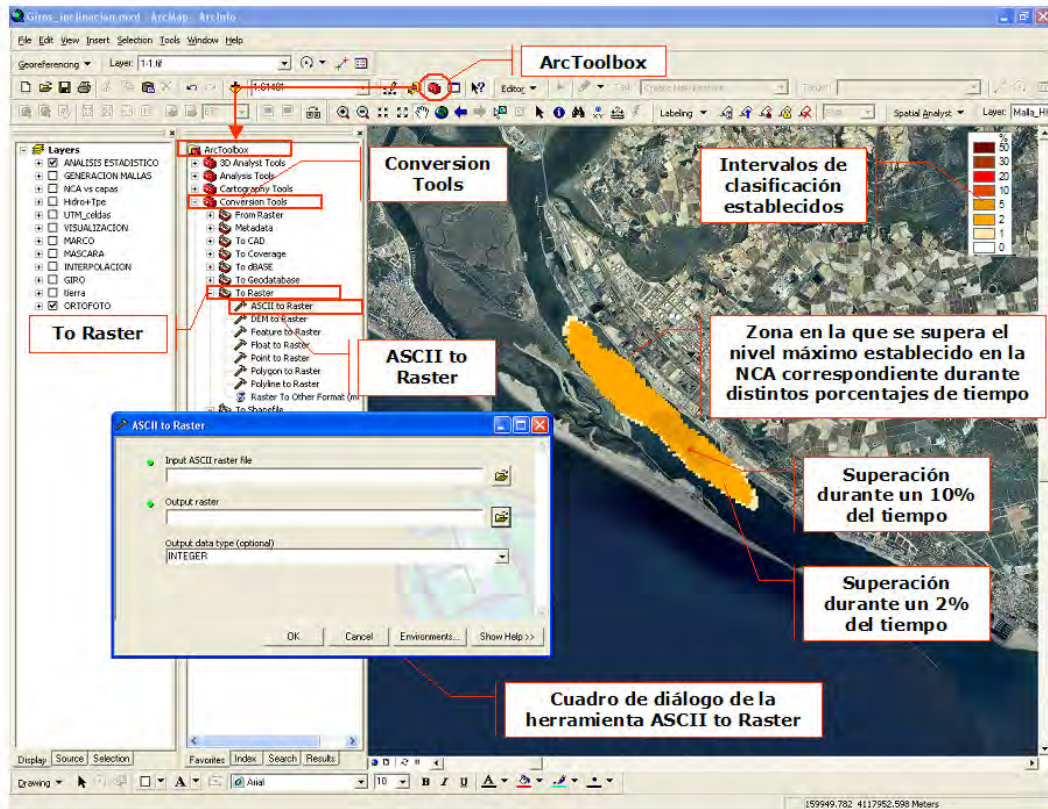 Giros_inclinacion.mxd - ArcMap - ArcInfo
File Edit View Insert Selection Tools Window Help
Georeferencing Layer: 1-1.tif
1:61401
Editor
Task: Create New Feature
Target:
Labeling
Spatial Analyst
Layer: Malla_H
ArcToolbox
Layers
ANALISIS ESTADISTICO
GENERACION MALLAS
NCA vs capas
Hidro+Tpe
UTM_celdas
VISUALIZACION
MARCO
MASCARA
INTERPOLACION
GIRO
tierra
ORTOFOTO
ArcToolbox
3D Analyst Tools
Analysis Tools
Cartography Tools
Conversion Tools
From Raster
Metadata
To CAD
To Coverage
To dBASE
To Geodatabase
To Raster
ASCII to Raster
DEM to Raster
Feature to Raster
Float to Raster
Point to Raster
Polygon to Raster
Polyline to Raster
Raster To Other Format (m
To Shapefile
Conversion
Tools
To Raster
ASCII to
Raster
Intervalos de
clasificación
establecidos
%
50
30
20
10
5
2
1
0
Zona en la que se supera el
nivel máximo establecido en la
NCA correspondiente durante
distintos porcentajes de tiempo
Superación
durante un 10%
del tiempo
Superación
durante un 2%
del tiempo
ASCII to Raster
Input ASCII raster file
Output raster
Output data type (optional)
INTEGER
OK Cancel Environments... Show Help >>
Cuadro de diálogo de la
herramienta ASCII to Raster
Display Source Selection
Favorites Index Search Results
Drawing
A
Arial
10
B I U A
159949.782 4117952.598 Meters